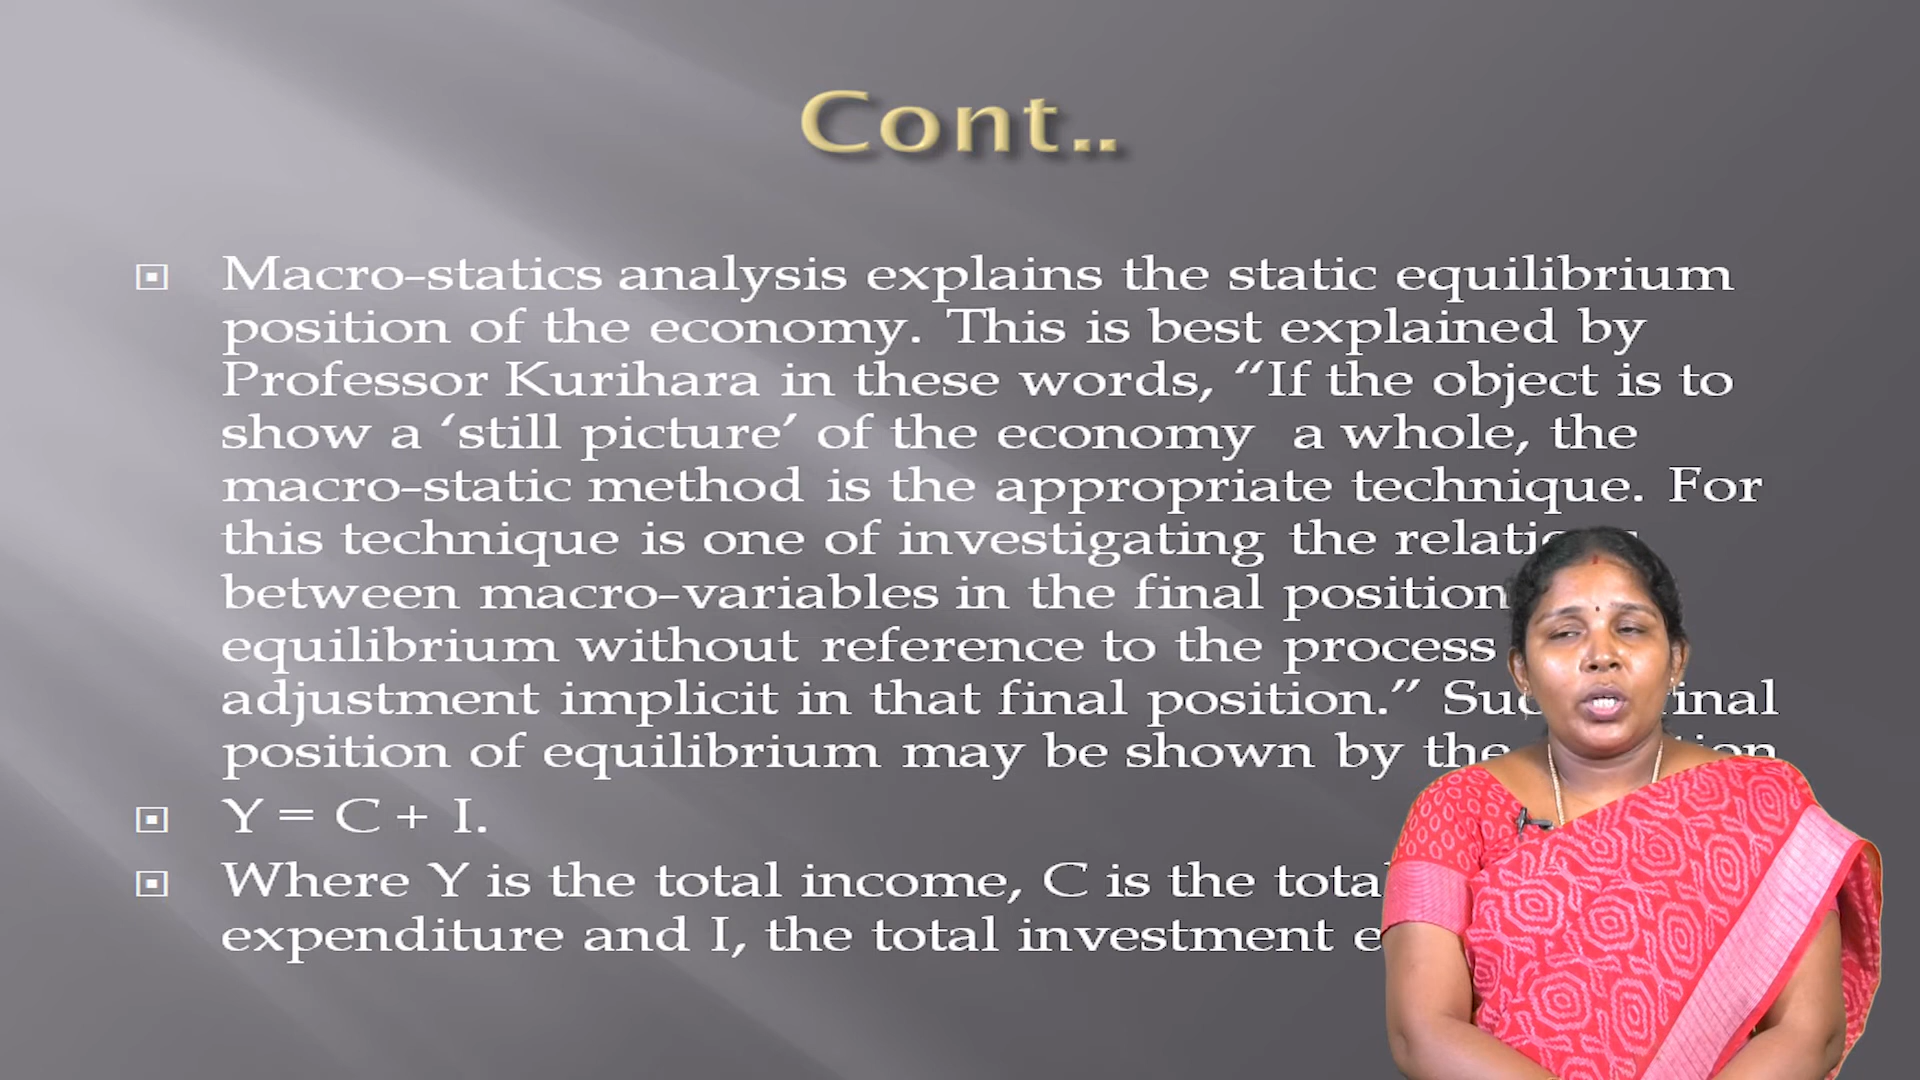 Cont..
Macro-statics analysis explains the static equilibrium
position of the economy. This is best explained by
Professor Kurihara in these words, “If the object is to
show a ‘still picture’ of the economy a whole, the
macro-static method is the appropriate technique. For
this technique is one of investigating the
between macro-variables in the final position
equilibrium without reference to the process
adjustment implicit in that final position.”
position of equilibrium may be shown by the
Y = C + I.
Where Y is the total income, C is the total
expenditure and I, the total investment